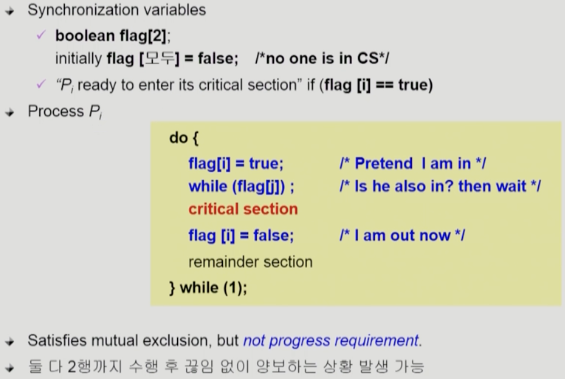 Synchronization variables
boolean flag[2];
initially flag [모두] = false; /*no one is in CS*/
“Pi ready to enter its critical section” if (flag [i] == true)
Process Pi
do {
flag[i] = true; /* Pretend I am in */
while (flag[j]) ; /* Is he also in? then wait */
critical section
flag [i] = false; /* I am out now */
remainder section
} while (1);
Satisfies mutual exclusion, but not progress requirement.
둘 다 2행까지 수행 후 끊임 없이 양보하는 상황 발생 가능